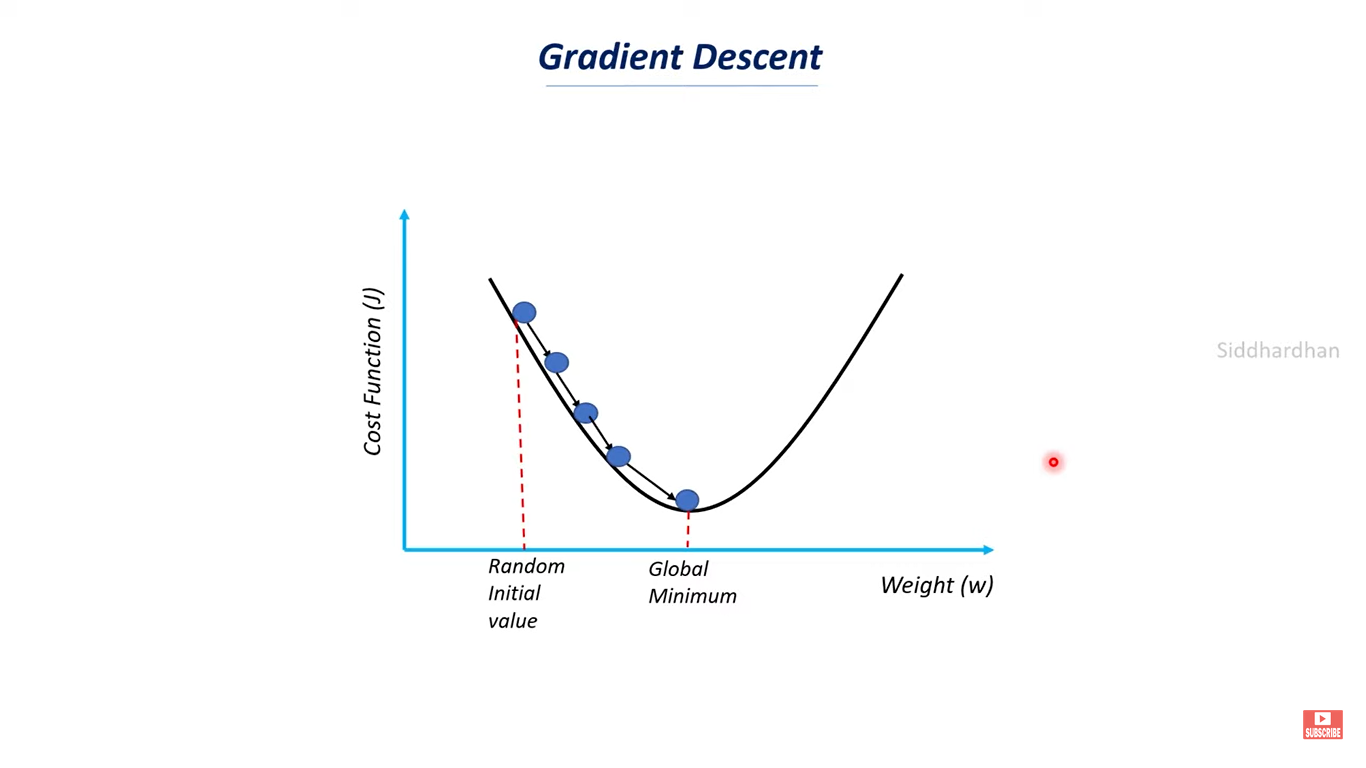 Gradient Descent
Cost Function (J)
Siddhardhan
Random
Initial
value
Global
Minimum
Weight (w)
SUBSCRIBE